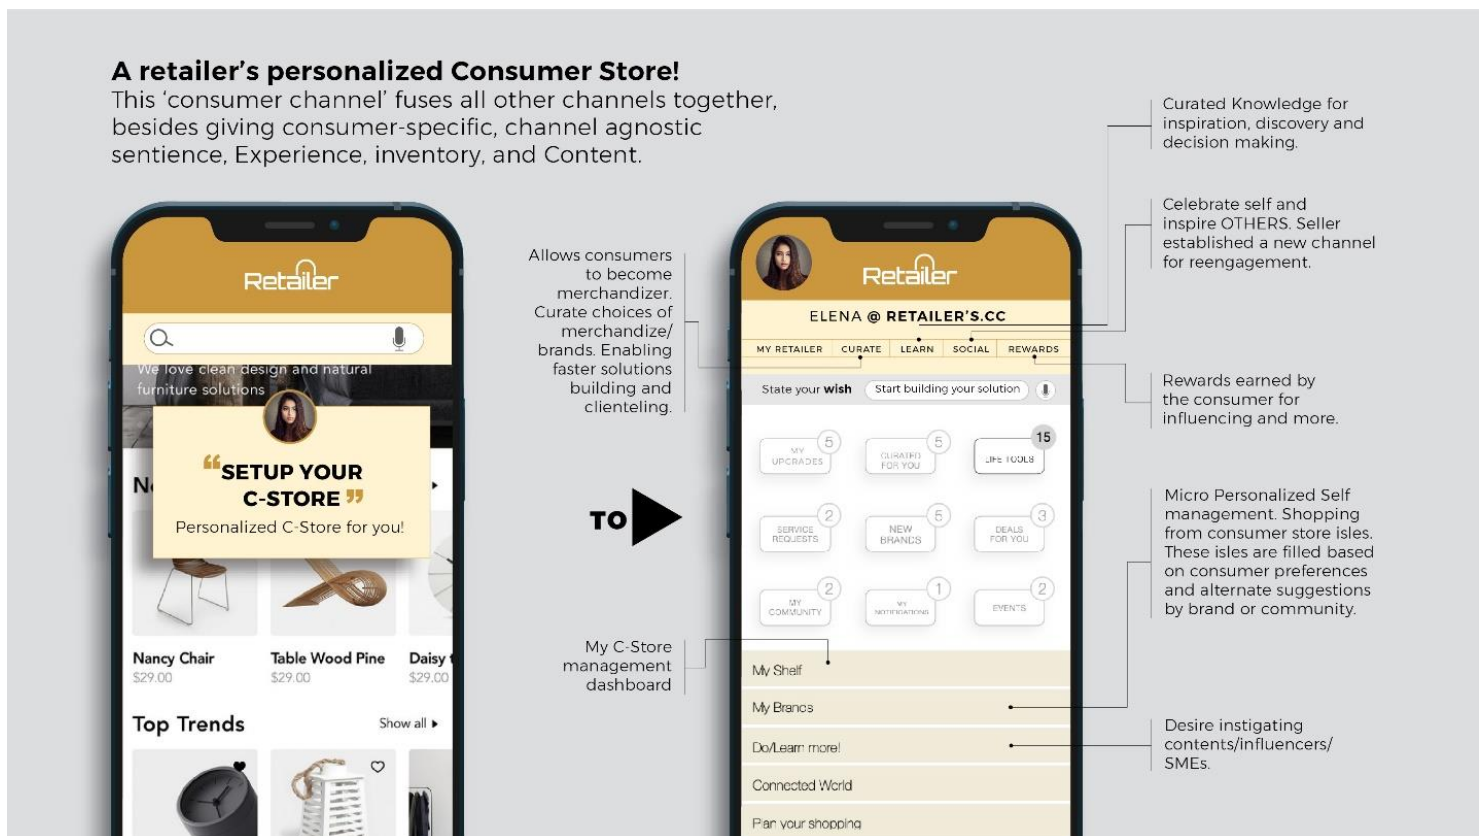 A retailer’s personalized Consumer Store!
This ‘consumer channel’ fuses all other channels together,
besides giving consumer-specific, channel agnostic
sentience, Experience, inventory, and Content.
Retailer
We love clean design and natural
furniture solutions
“SETUP YOUR
C-STORE”
Personalized C-Store for you!
Nancy Chair
$29.00
Table Wood Pine
$29.00
Daisy
$29.00
Top Trends
Show all
Allows consumers
to become
merchandizer.
Curate choices of
merchandize/
brands. Enabling
faster solutions
building and
clienteling.
TO
My C-Store
management
dashboard
Retailer
ELENA @ RETAILER’S.CC
MY RETAILER CURATE LEARN SOCIAL REWARDS
State your wish Start building your solution
MY
UPGRADES
5
CURATED
FOR YOU
5
LIFE TOOLS
15
SERVICE
REQUESTS
2
NEW
BRANDS
5
DEALS
FOR YOU
3
MY
COMMUNITY
2
MY
NOTIFICATIONS
1
EVENTS
2
My Shelf
My Brands
Do/Learn more!
Connected World
Plan your shopping
Curated Knowledge for
inspiration, discovery and
decision making.
Celebrate self and
inspire OTHERS. Seller
established a new channel
for reengagement.
Rewards earned by
the consumer for
influencing and more.
Micro Personalized Self
management. Shopping
from consumer store isles.
These isles are filled based
on consumer preferences
and alternate suggestions
by brand or community.
Desire instigating
contents/influencers/
SMEs.